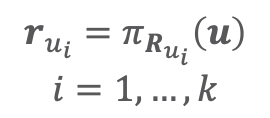 𝒓_{u_i} = π_{𝑹_{u_i}}(𝒖)
i = 1, ..., k